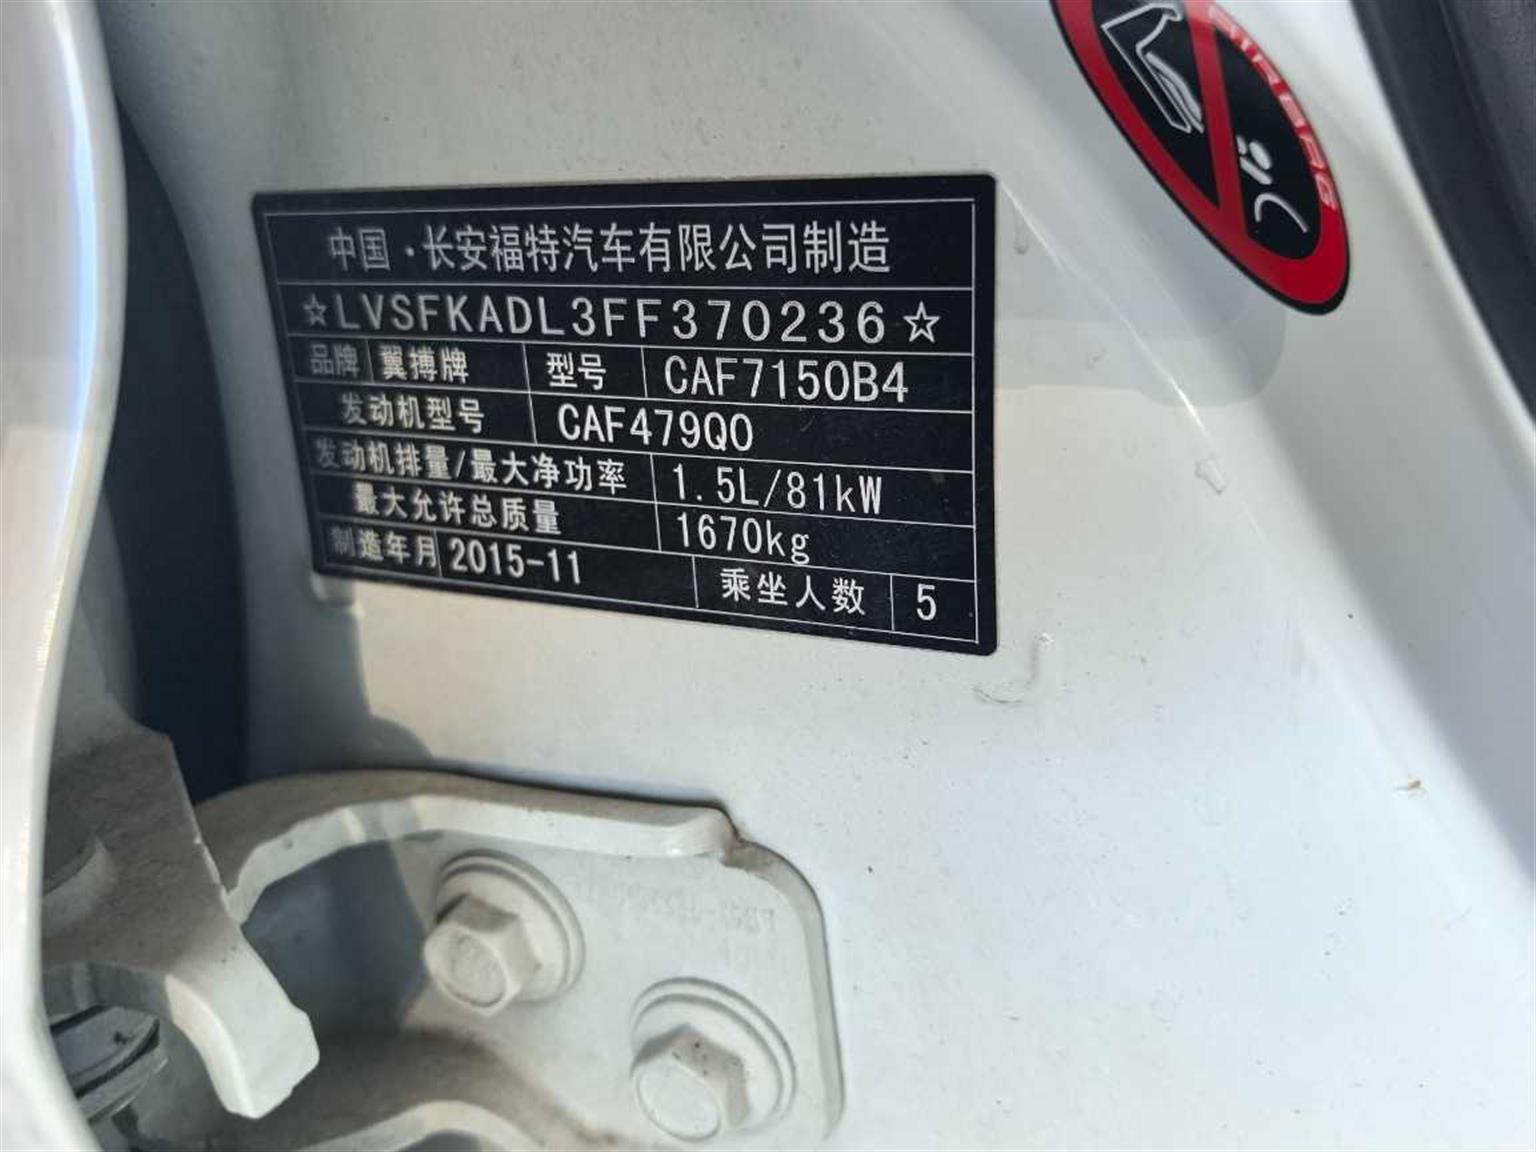 AIRBAG
中国·长安福特汽车有限公司制造
☆LVSFKADL3FF370236☆
品牌 翼搏牌 型号 CAF7150B4
发动机型号 CAF479Q0
发动机排量/最大净功率 1.5L/81kW
最大允许总质量 1670kg
制造年月 2015-11 乘坐人数 5